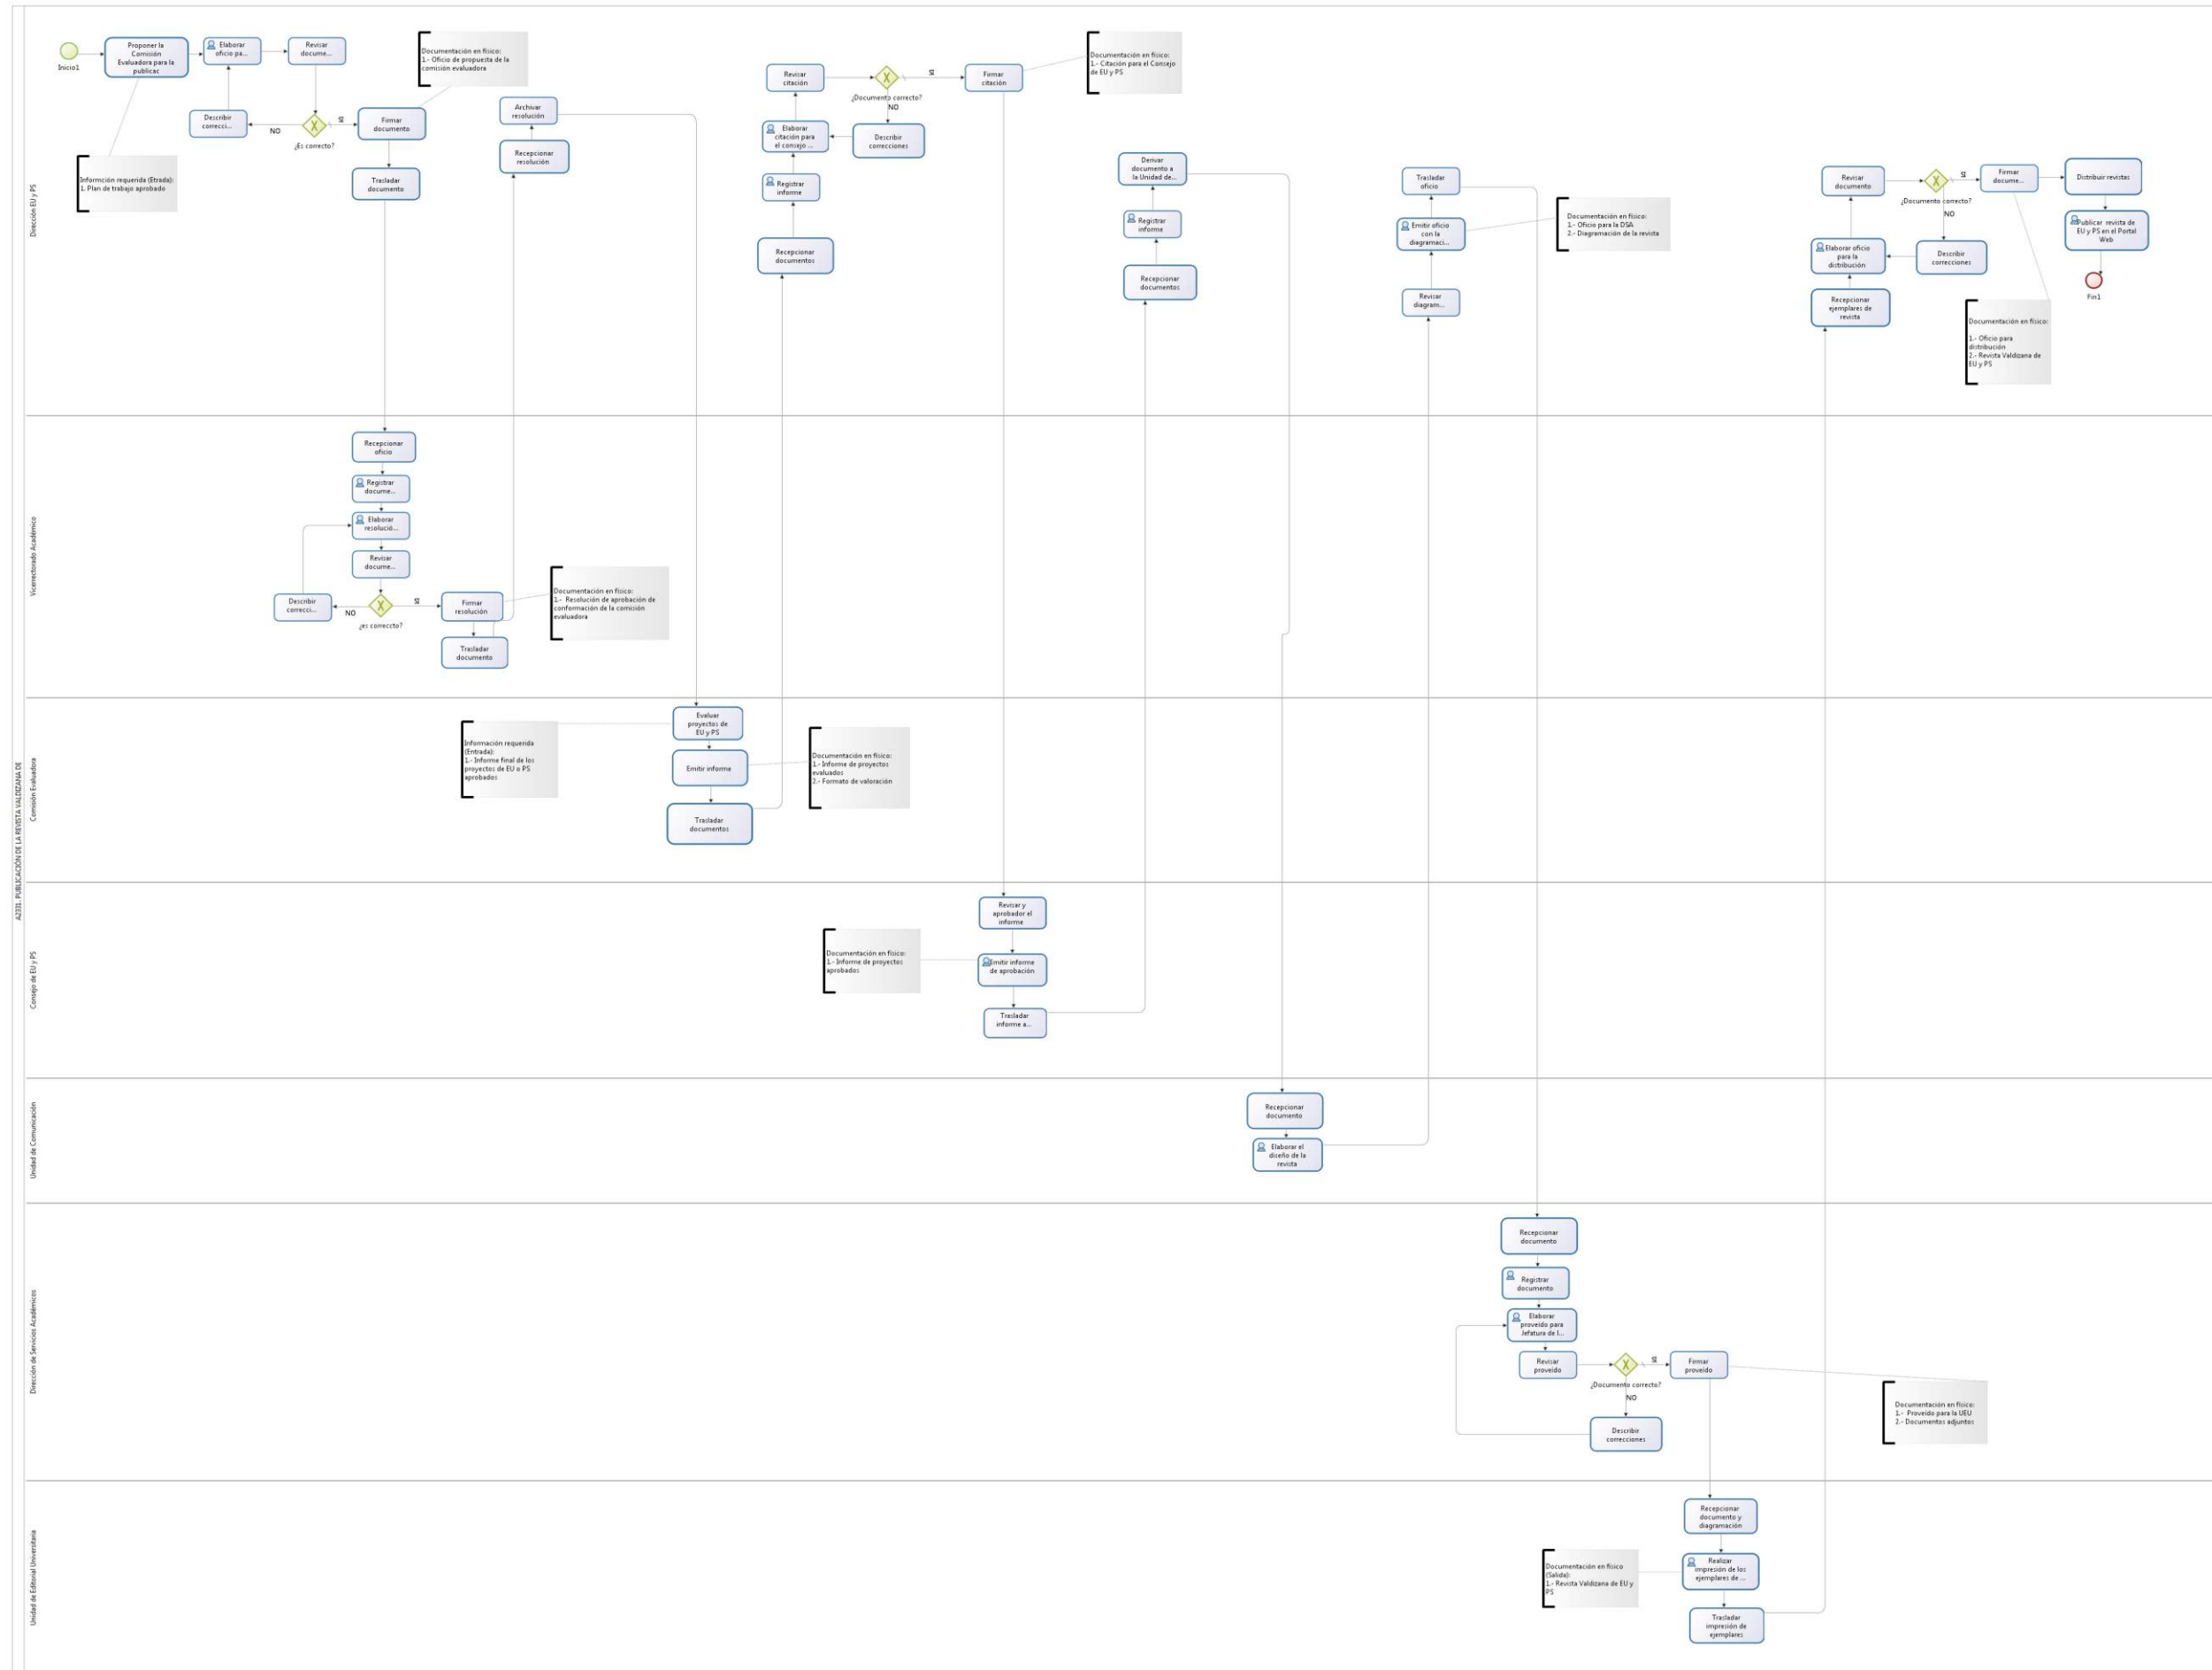 A2331. PUBLICACIÓN DE LA REVISTA VALDIZANA DE
Dirección EU y PS
Inicio1
Proponer la
Comisión
Evaluadora para la
publicac
Elaborar
oficio pa...
Revisar
docume...
Describir
correcci...
NO
¿Es correcto?
SI
Firmar
documento
Trasladar
documento
Informción requerida (Etrada):
1. Plan de trabajo aprobado
Documentación en físico:
1.- Oficio de propuesta de la
comisión evaluadora
Archivar
resolución
Recepcionar
resolución
Revisar
citación
¿Documento correcto?
NO
SI
Firmar
citación
Elaborar
citación para
el consejo ...
Describir
correcciones
Registrar
informe
Recepcionar
documentos
Documentación en físico:
1.- Citación para el Consejo
de EU y PS
Derivar
documento a
la Unidad de...
Registrar
informe
Recepcionar
documentos
Trasladar
oficio
Emitir oficio
con la
diagramaci...
Revisar
diagram...
Documentación en físico:
1.- Oficio para la DSA
2.- Diagramación de la revista
Revisar
documento
¿Documento correcto?
NO
SI
Firmar
docume...
Distribuir revistas
Publicar revista de
EU y PS en el Portal
Web
Fin1
Elaborar oficio
para la
distribución
Describir
correcciones
Recepcionar
ejemplares de
revista
Documentación en físico:
1.- Oficio para
distribución
2.- Revista Valdizana de
EU y PS
Vicerrectorado Académico
Recepcionar
oficio
Registrar
docume...
Elaborar
resolució...
Revisar
docume...
Describir
correcci...
NO
¿es correccto?
SI
Firmar
resolución
Trasladar
documento
Documentación en físico:
1.- Resolución de aprobación de
conformación de la comisión
evaluadora
Comisión Evaluadora
Información requerida
(Entrada):
1.- Informe final de los
proyectos de EU o PS
aprobados
Evaluar
proyectos de
EU y PS
Emitir informe
Trasladar
documentos
Documentación en físico:
1.- Informe de proyectos
evaluados
2.- Formato de valoración
Consejo de EU y PS
Revisar y
aprobador el
informe
Emitir informe
de aprobación
Trasladar
informe a...
Documentación en físico:
1.- Informe de proyectos
aprobados
Unidad de Comunicación
Recepcionar
documento
Elaborar el
diseño de la
revista
Dirección de Servicios Académicos
Recepcionar
documento
Registrar
documento
Elaborar
proveído para
Jefatura de l...
Revisar
proveído
SI
¿Documento correcto?
NO
Firmar
proveído
Describir
correcciones
Documentación en físico:
1.- Proveído para la UEU
2.- Documentos adjuntos
Unidad de Editorial Universitaria
Recepcionar
documento y
diagramación
Realizar
impresión de los
ejemplares de ...
Trasladar
impresión de
ejemplares
Documentación en físico
(Salida):
1.- Revista Valdizana de EU y
PS